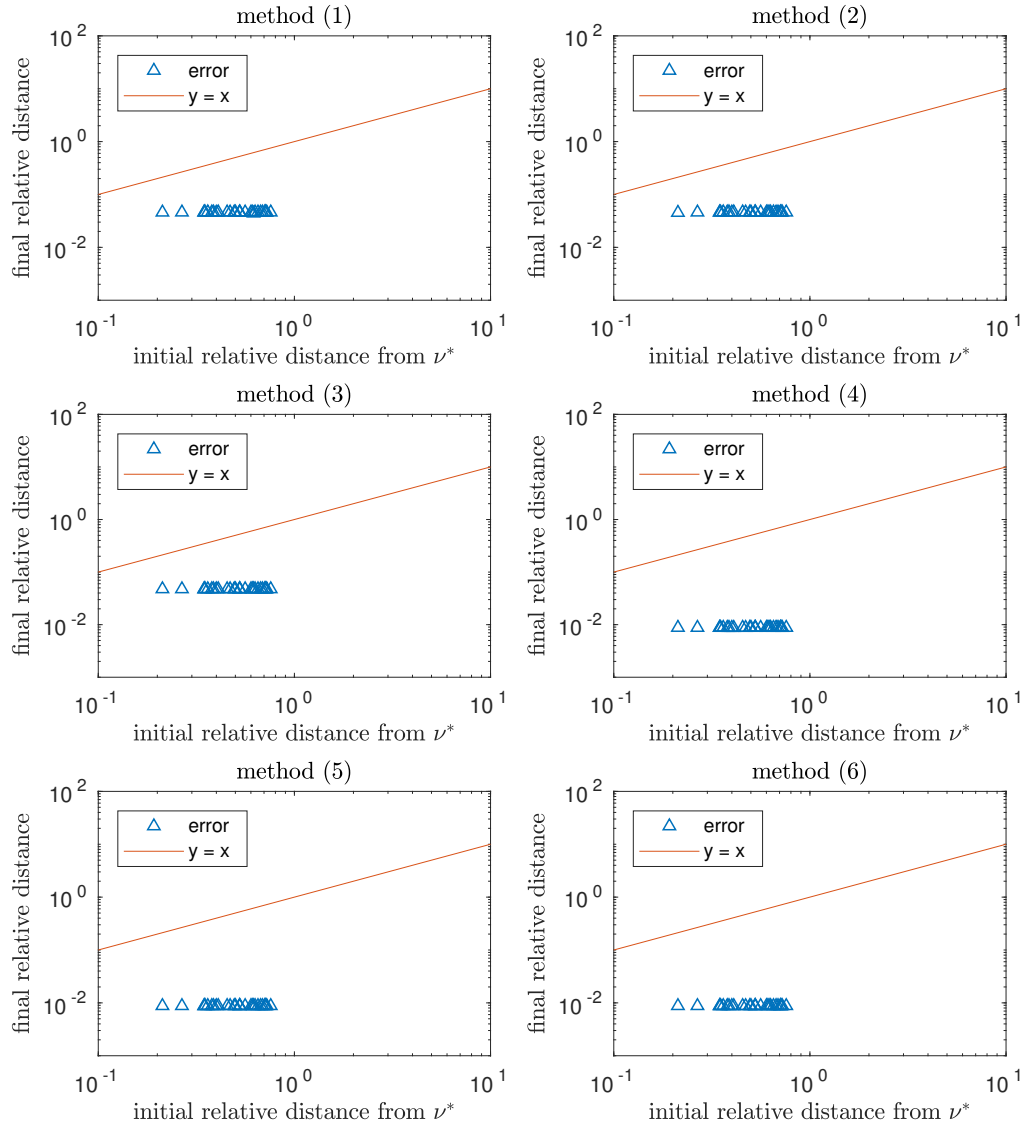 method (1)
10^2
10^0
10^-2
final relative distance
error
y = x
10^-1
10^0
10^1
initial relative distance from ν*
method (2)
10^2
10^0
10^-2
final relative distance
error
y = x
10^-1
10^0
10^1
initial relative distance from ν*
method (3)
10^2
10^0
10^-2
final relative distance
error
y = x
10^-1
10^0
10^1
initial relative distance from ν*
method (4)
10^2
10^0
10^-2
final relative distance
error
y = x
10^-1
10^0
10^1
initial relative distance from ν*
method (5)
10^2
10^0
10^-2
final relative distance
error
y = x
10^-1
10^0
10^1
initial relative distance from ν*
method (6)
10^2
10^0
10^-2
final relative distance
error
y = x
10^-1
10^0
10^1
initial relative distance from ν*